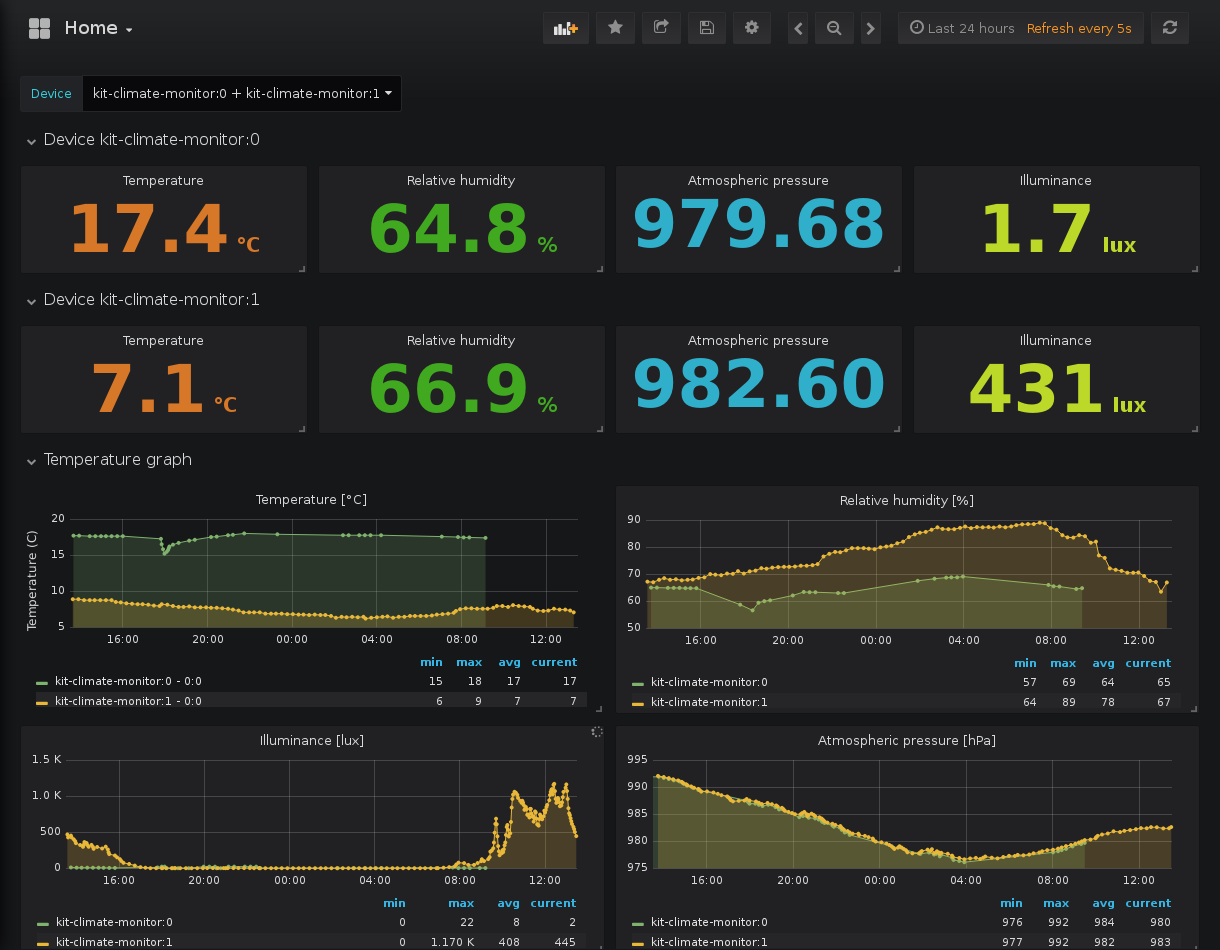 Home
Last 24 hours Refresh every 5s
Device kit-climate-monitor:0 + kit-climate-monitor:1
Device kit-climate-monitor:0
Temperature Relative humidity Atmospheric pressure Illuminance
17.4 °C 64.8 % 979.68 1.7 lux
Device kit-climate-monitor:1
Temperature Relative humidity Atmospheric pressure Illuminance
7.1 °C 66.9 % 982.60 431 lux
Temperature graph
Temperature [°C]
Temperature (C)
20
15
10
5
16:00 20:00 00:00 04:00 08:00 12:00
min max avg current
kit-climate-monitor:0 - 0:0 15 18 17 17
kit-climate-monitor:1 - 0:0 6 9 7 7
Relative humidity [%]
90
80
70
60
50
16:00 20:00 00:00 04:00 08:00 12:00
min max avg current
kit-climate-monitor:0 57 69 64 65
kit-climate-monitor:1 64 89 78 67
Illuminance [lux]
1.5 K
1.0 K
500
0
16:00 20:00 00:00 04:00 08:00 12:00
min max avg current
kit-climate-monitor:0 0 22 8 2
kit-climate-monitor:1 0 1.170 K 408 445
Atmospheric pressure [hPa]
995
990
985
980
975
16:00 20:00 00:00 04:00 08:00 12:00
min max avg current
kit-climate-monitor:0 976 992 984 980
kit-climate-monitor:1 977 992 982 983